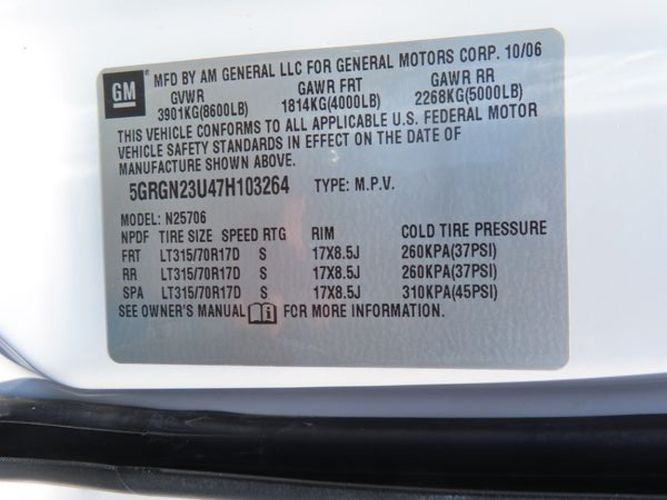 GM MFD BY AM GENERAL LLC FOR GENERAL MOTORS CORP. 10/06
GVWR GAWR FRT GAWR RR
3901KG(8600LB) 1814KG(4000LB) 2268KG(5000LB)
THIS VEHICLE CONFORMS TO ALL APPLICABLE U.S. FEDERAL MOTOR
VEHICLE SAFETY STANDARDS IN EFFECT ON THE DATE OF
MANUFACTURE SHOWN ABOVE.
5GRGN23U47H103264 TYPE: M.P.V.
MODEL: N25706
NPDF TIRE SIZE SPEED RTG RIM COLD TIRE PRESSURE
FRT LT315/70R17D S 17X8.5J 260KPA(37PSI)
RR LT315/70R17D S 17X8.5J 260KPA(37PSI)
SPA LT315/70R17D S 17X8.5J 310KPA(45PSI)
SEE OWNER'S MANUAL i FOR MORE INFORMATION.